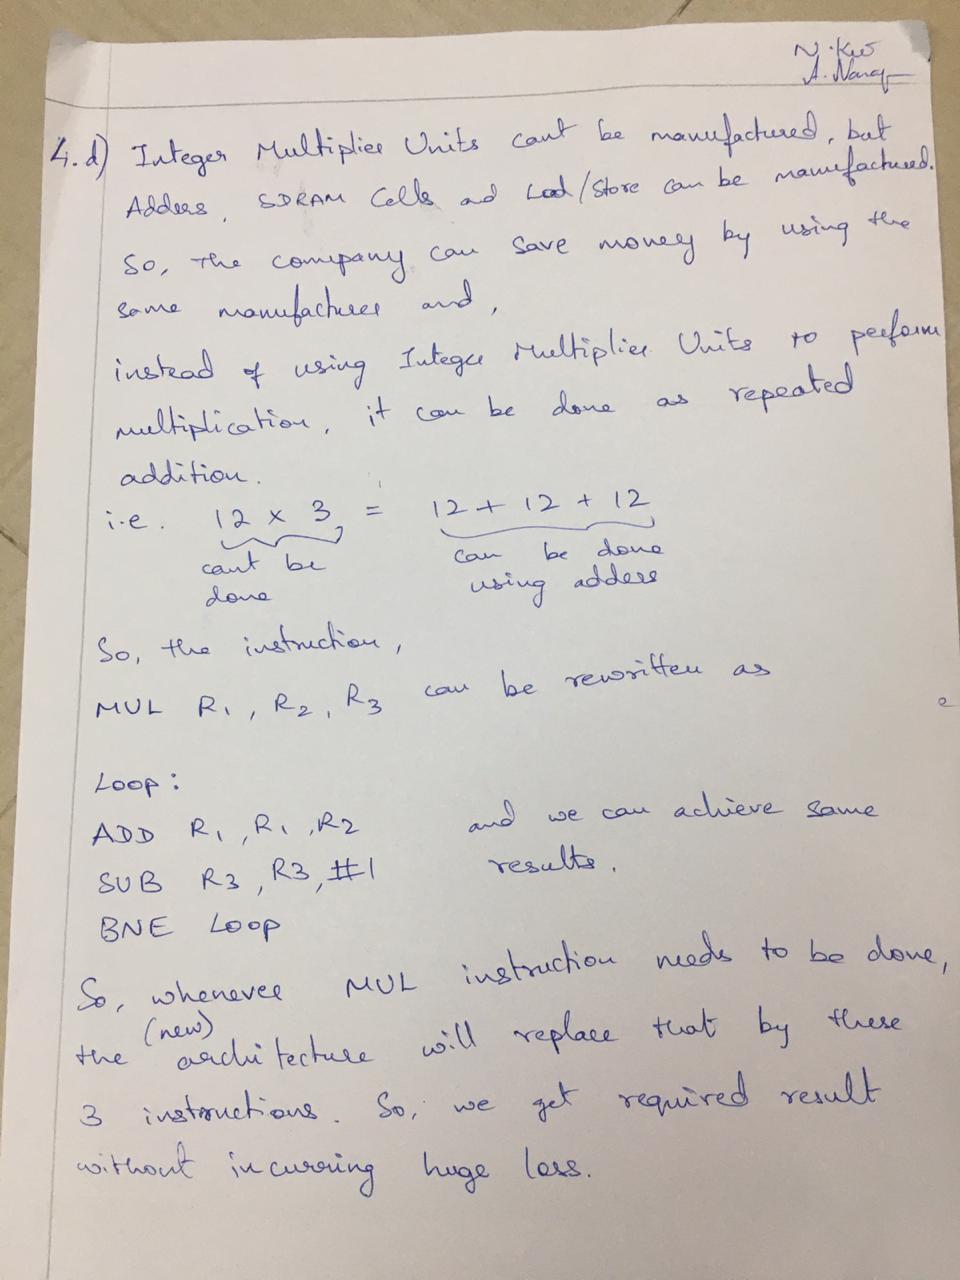 4.d) Integer Multiplier Units cant be manufactured, but
Adders, SDRAM Cells and Load/Store can be manufactured.
So, the company can save money by using the
same manufacturer and,
instead of using Integer Multiplier Units to perform
multiplication, it can be done as repeated
addition.
i.e. 12 x 3 = 12 + 12 + 12
cant be done
can be done using adders
So, the instruction,
MUL R1, R2, R3 can be rewritten as
Loop:
ADD R1, R1, R2 and we can achieve same
SUB R3, R3, #1 results.
BNE Loop
So, whenever MUL instruction needs to be done,
the (new) architecture will replace that by these
3 instructions. So, we get required result
without incurring huge loss.